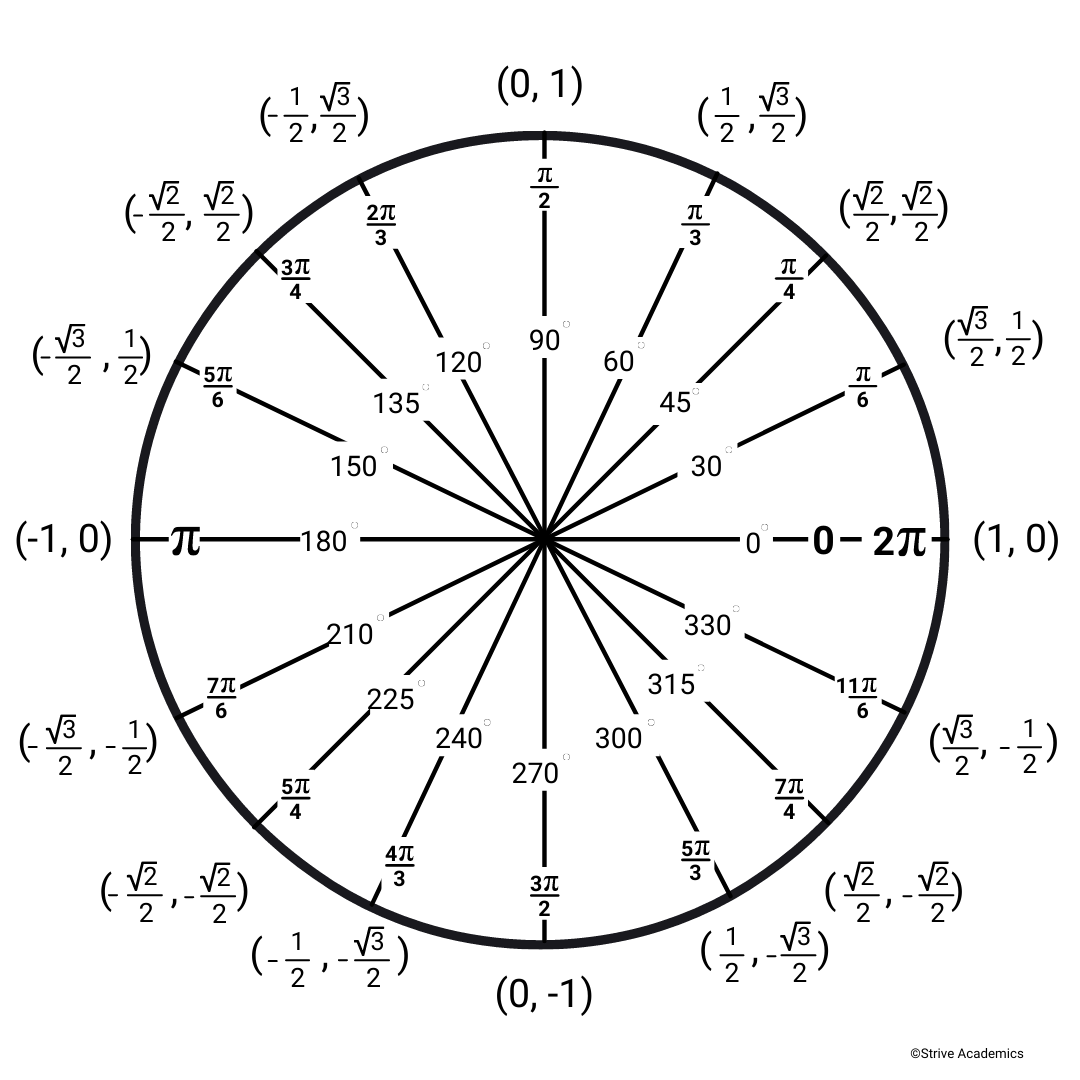 (0, 1)
(-1/2, √3/2)
(1/2, √3/2)
(-√2/2, √2/2)
(√2/2, √2/2)
(-√3/2, 1/2)
(√3/2, 1/2)
π/2
2π/3
π/3
3π/4
π/4
5π/6
π/6
90°
120°
60°
135°
45°
150°
30°
(-1, 0)
π
180°
0°
0 - 2π
(1, 0)
210°
330°
225°
315°
240°
300°
270°
7π/6
11π/6
5π/4
7π/4
4π/3
5π/3
3π/2
(-√3/2, -1/2)
(√3/2, -1/2)
(-√2/2, -√2/2)
(√2/2, -√2/2)
(-1/2, -√3/2)
(1/2, -√3/2)
(0, -1)
©Strive Academics